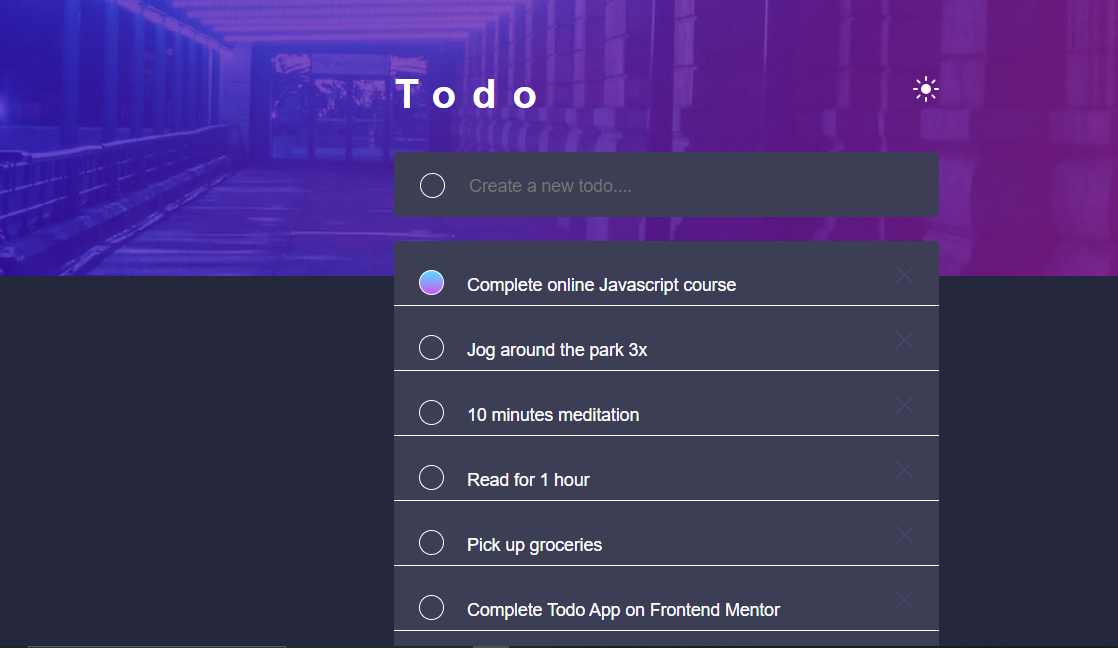 Todo
Create a new todo....
Complete online Javascript course
Jog around the park 3x
10 minutes meditation
Read for 1 hour
Pick up groceries
Complete Todo App on Frontend Mentor